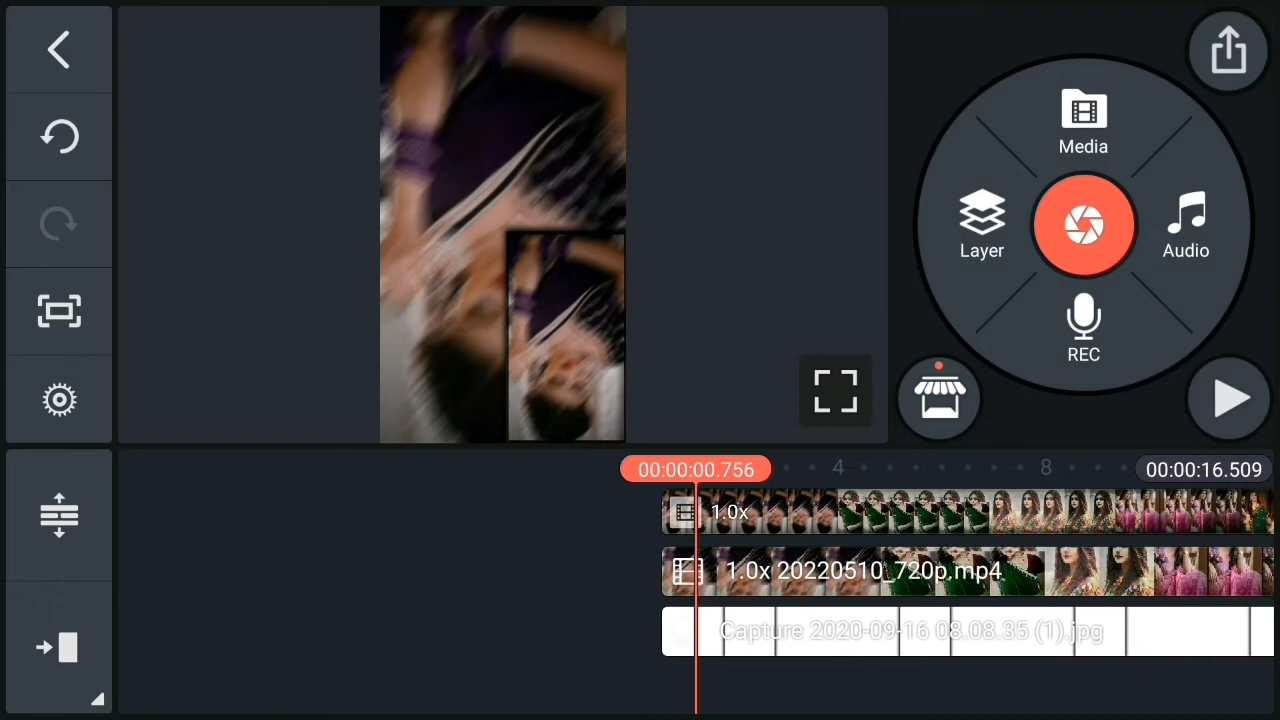 Media
Layer
Audio
REC
00:00:00.756
4
8
00:00:16.509
1.0x
1.0x 20220510_720p.mp4
Capture 2020-09-16 08.08.35 (1).jpg